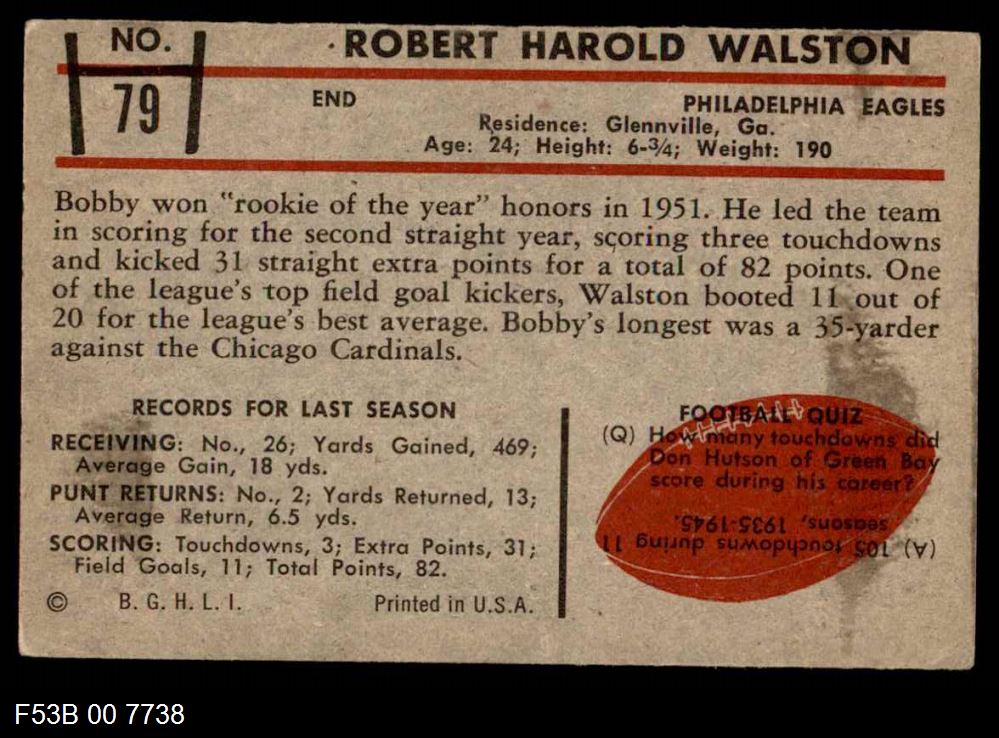 NO. 79
ROBERT HAROLD WALSTON
END
PHILADELPHIA EAGLES
Residence: Glennville, Ga.
Age: 24; Height: 6-¾; Weight: 190
Bobby won "rookie of the year" honors in 1951. He led the team
in scoring for the second straight year, scoring three touchdowns
and kicked 31 straight extra points for a total of 82 points. One
of the league's top field goal kickers, Walston booted 11 out of
20 for the league's best average. Bobby's longest was a 35-yarder
against the Chicago Cardinals.
RECORDS FOR LAST SEASON
RECEIVING: No., 26; Yards Gained, 469;
Average Gain, 18 yds.
PUNT RETURNS: No., 2; Yards Returned, 13;
Average Return, 6.5 yds.
SCORING: Touchdowns, 3; Extra Points, 31;
Field Goals, 11; Total Points, 82.
© B. G. H. L. I. Printed in U.S.A.
FOOTBALL QUIZ
(Q) How many touchdowns did
Don Hutson of Green Bay
score during his career?
(A) 105 touchdowns during 11
seasons, 1935-1945.
F53B 00 7738